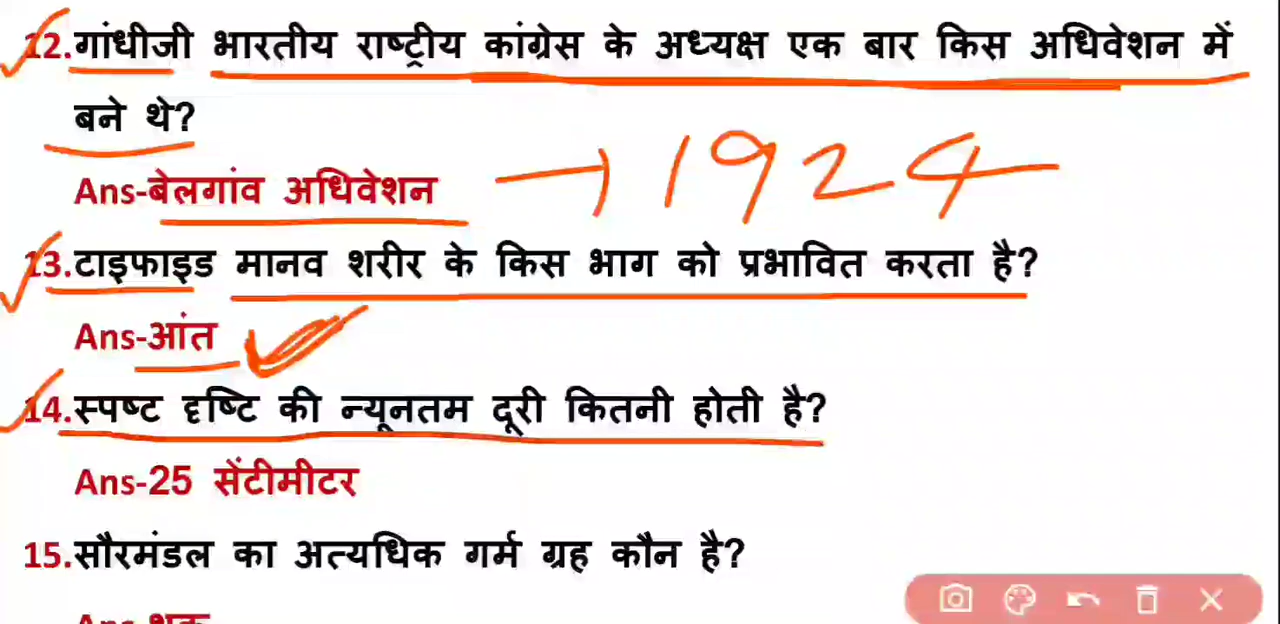 12.गांधीजी भारतीय राष्ट्रीय कांग्रेस के अध्यक्ष एक बार किस अधिवेशन में
बने थे?
Ans-बेलगांव अधिवेशन → 1924
13.टाइफाइड मानव शरीर के किस भाग को प्रभावित करता है?
Ans-आंत
14.स्पष्ट दृष्टि की न्यूनतम दूरी कितनी होती है?
Ans-25 सेंटीमीटर
15.सौरमंडल का अत्यधिक गर्म ग्रह कौन है?